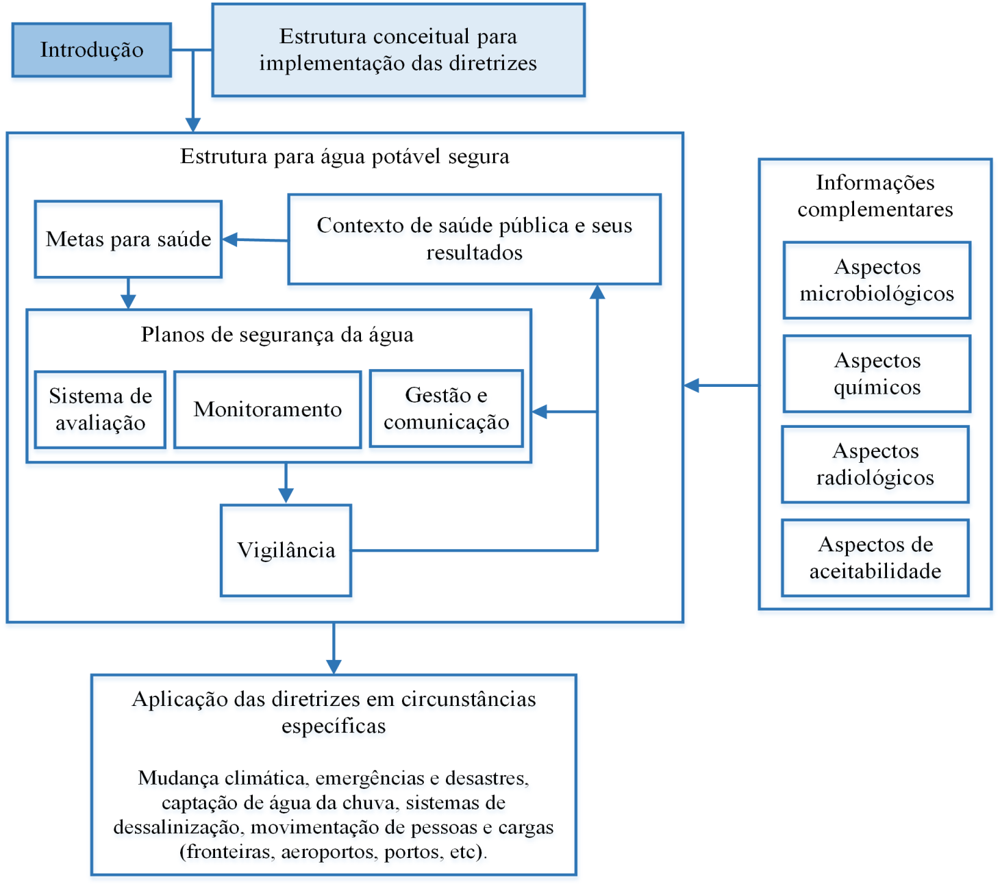 Introdução
Estrutura conceitual para
implementação das diretrizes
Estrutura para água potável segura
Metas para saúde
Contexto de saúde pública e seus
resultados
Planos de segurança da água
Sistema de
avaliação
Monitoramento
Gestão e
comunicação
Vigilância
Informações
complementares
Aspectos
microbiológicos
Aspectos
químicos
Aspectos
radiológicos
Aspectos de
aceitabilidade
Aplicação das diretrizes em circunstâncias
específicas
Mudança climática, emergências e desastres,
captação de água da chuva, sistemas de
dessalinização, movimentação de pessoas e cargas
(fronteiras, aeroportos, portos, etc).